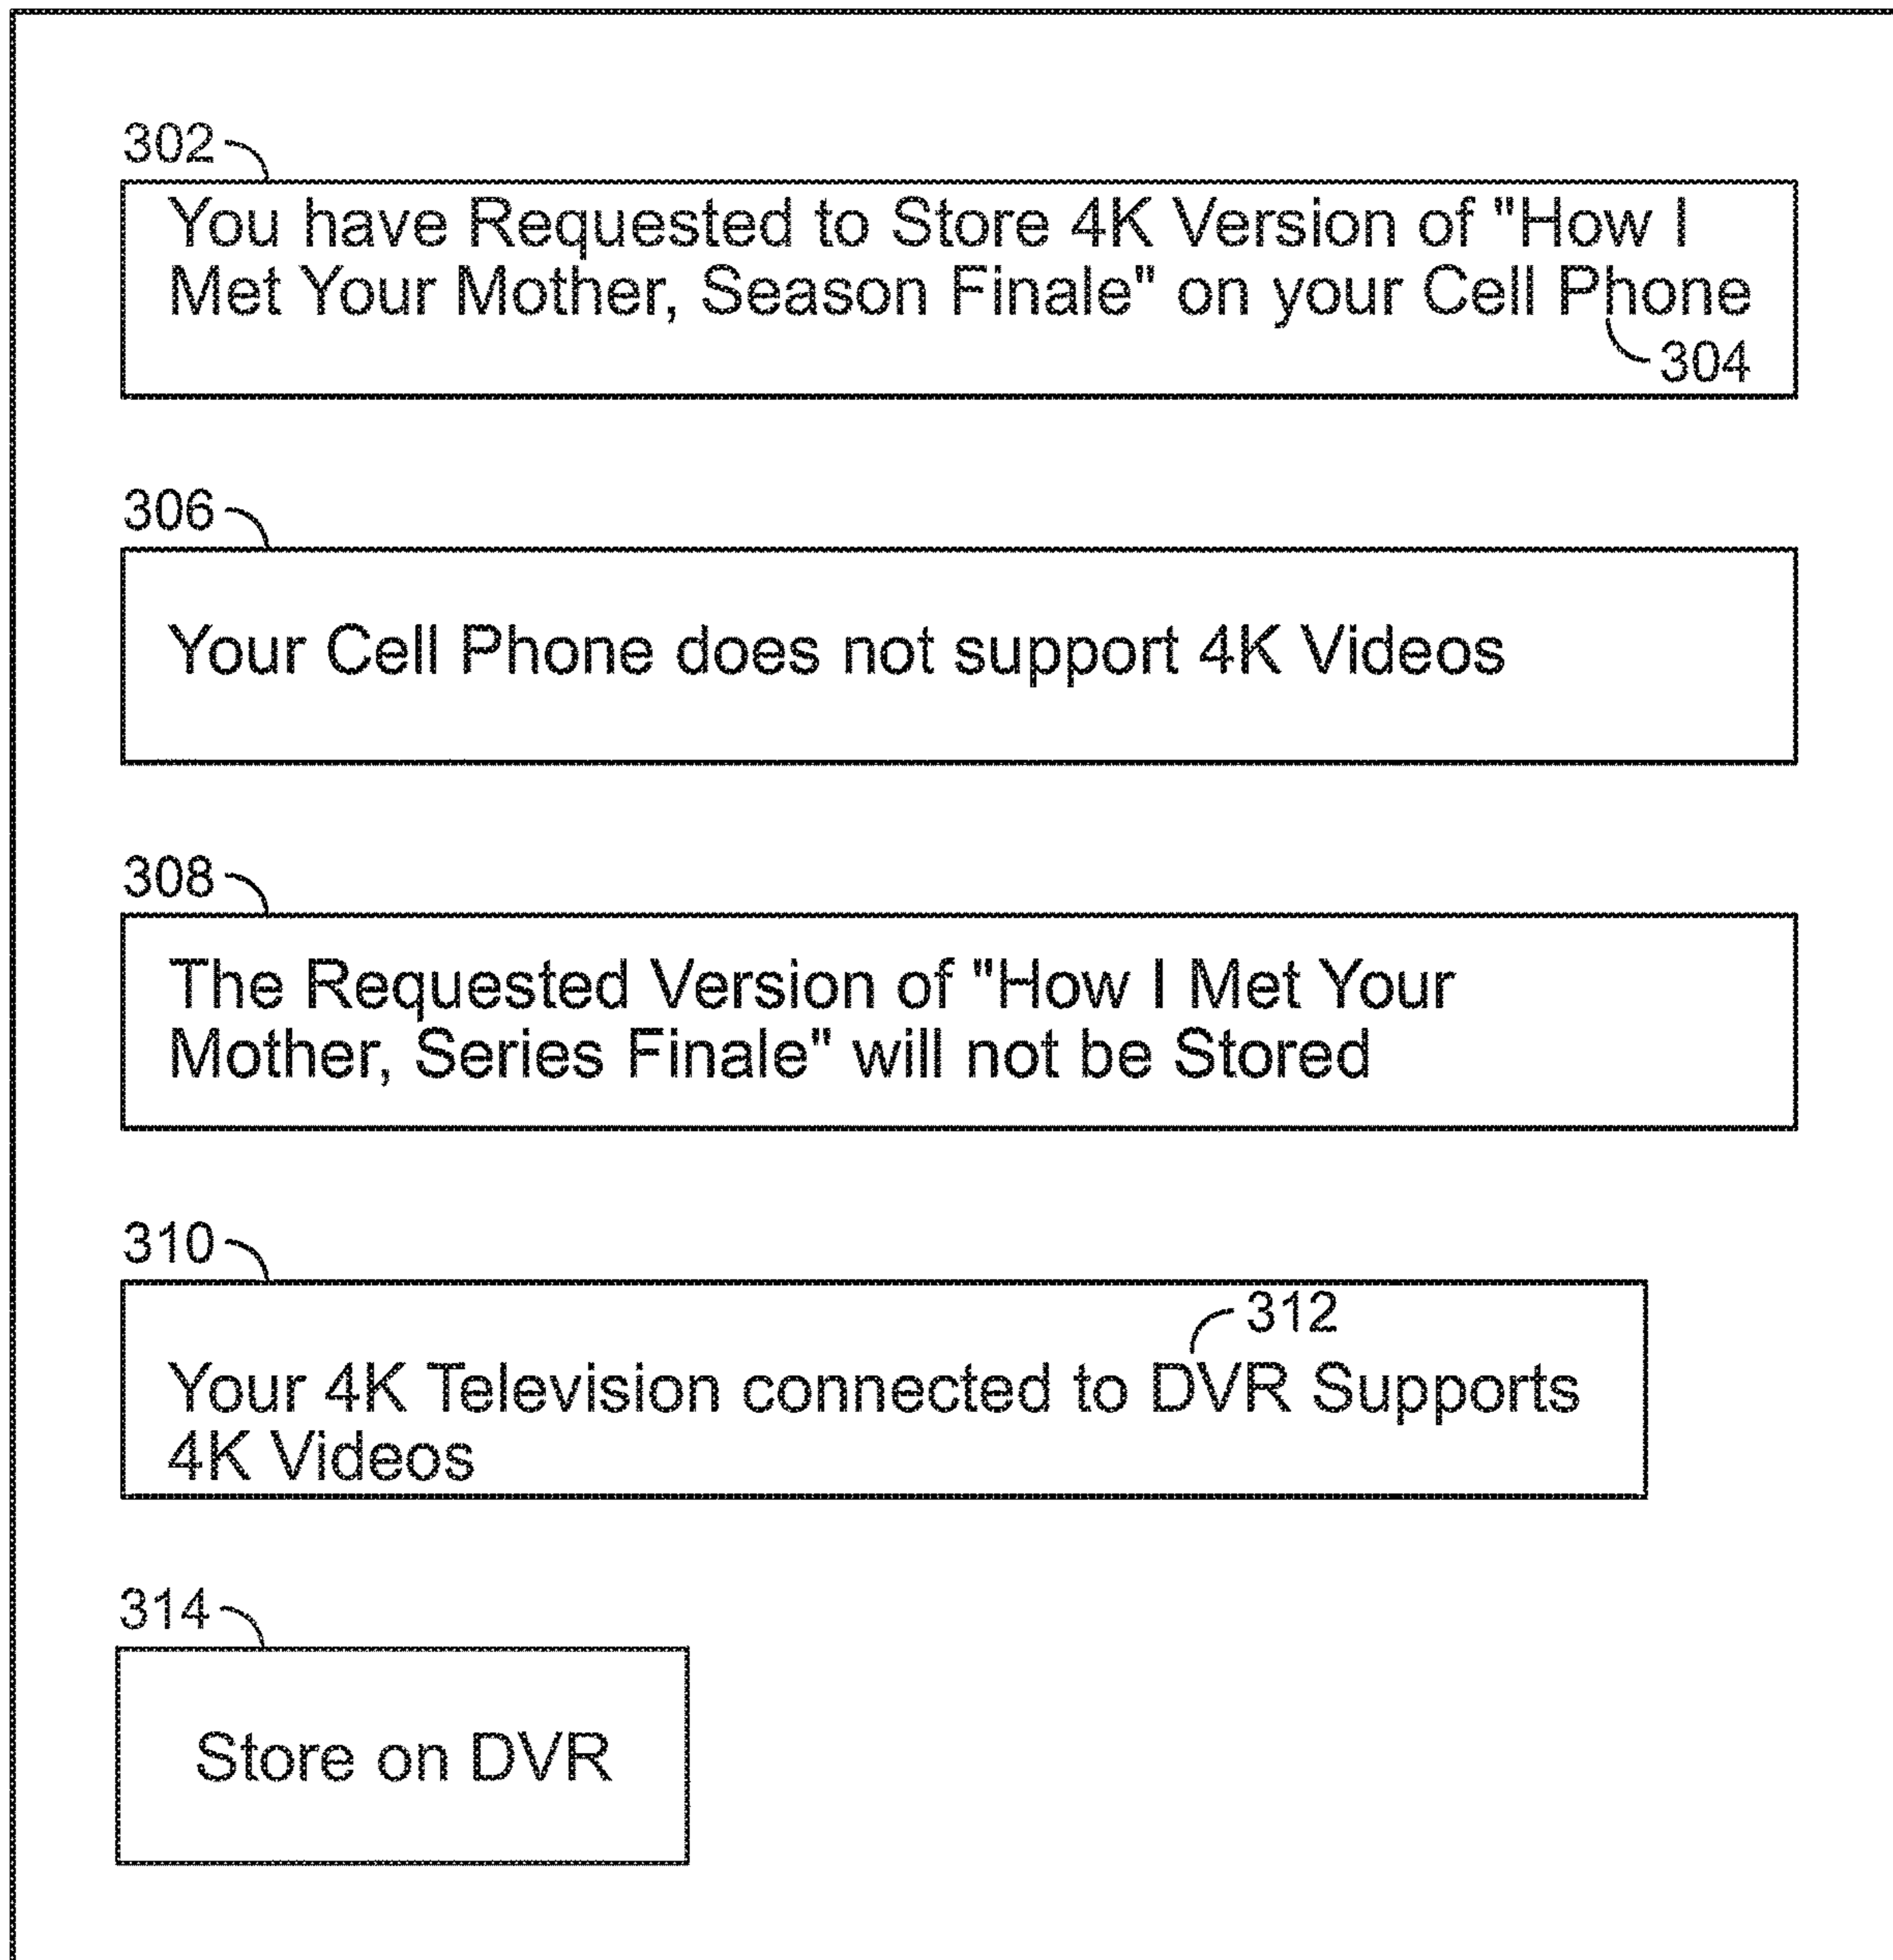 302
You have Requested to Store 4K Version of "How I
Met Your Mother, Season Finale" on your Cell Phone
304
306
Your Cell Phone does not support 4K Videos
308
The Requested Version of "How I Met Your
Mother, Series Finale" will not be Stored
310
312
Your 4K Television connected to DVR Supports
4K Videos
314
Store on DVR